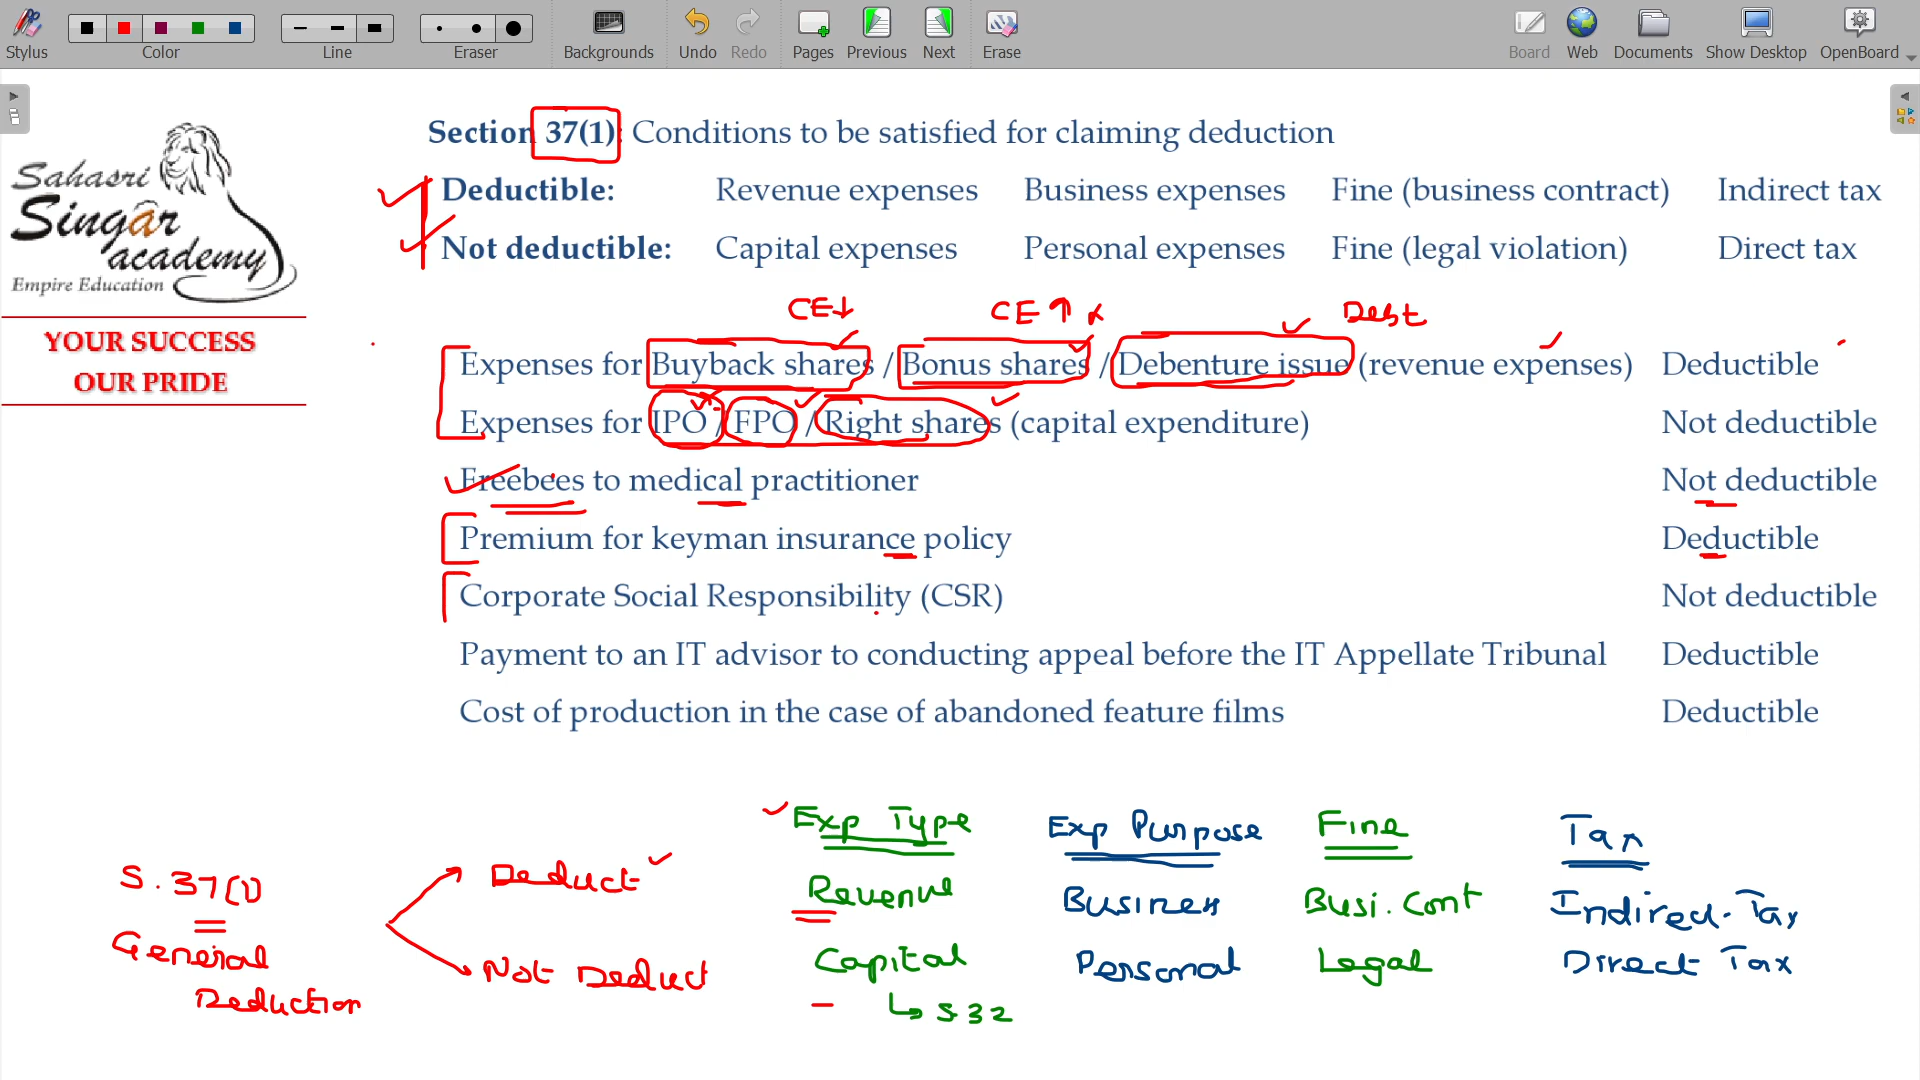 Stylus Color Line Eraser Backgrounds Undo Redo Pages Previous Next Erase Board Web Documents Show Desktop OpenBoard
Sahasri
Singar
academy
Empire Education
YOUR SUCCESS
OUR PRIDE
Section 37(1): Conditions to be satisfied for claiming deduction
Deductible: Revenue expenses Business expenses Fine (business contract) Indirect tax
Not deductible: Capital expenses Personal expenses Fine (legal violation) Direct tax
CE↓ CE↑ x Debt
Expenses for Buyback shares / Bonus shares / Debenture issue (revenue expenses) Deductible
Expenses for IPO / FPO / Right shares (capital expenditure) Not deductible
Freebees to medical practitioner Not deductible
Premium for keyman insurance policy Deductible
Corporate Social Responsibility (CSR) Not deductible
Payment to an IT advisor to conducting appeal before the IT Appellate Tribunal Deductible
Cost of production in the case of abandoned feature films Deductible
Exp Type Exp Purpose Fine Tax
S. 37(1) Deduct Revenue Business Busi. Cont Indirect Tax
General Not Deduct Capital Personal Legal Direct Tax
Deduction S 32